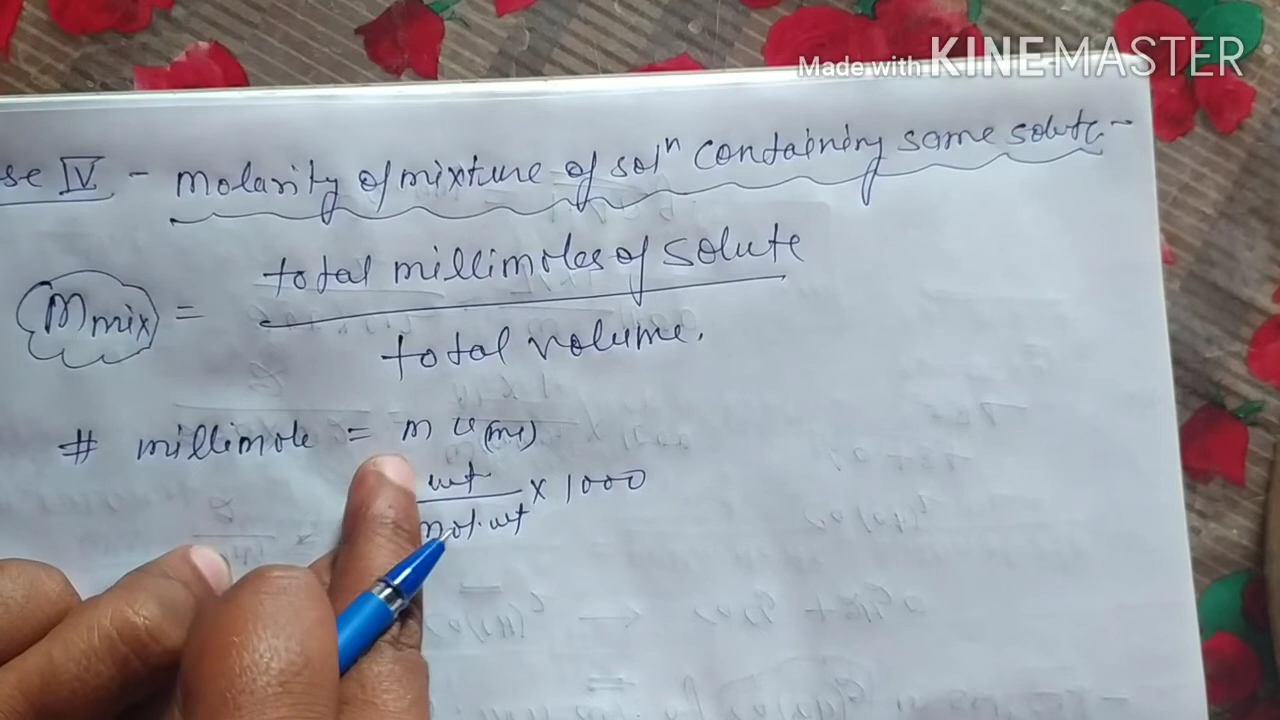 Made with KINEMASTER
se IV - molarity of mixture of solⁿ containing same solute -
M mix = total millimoles of solute
total volume.
# millimole = M V(ml)
wt × 1000
mol.wt